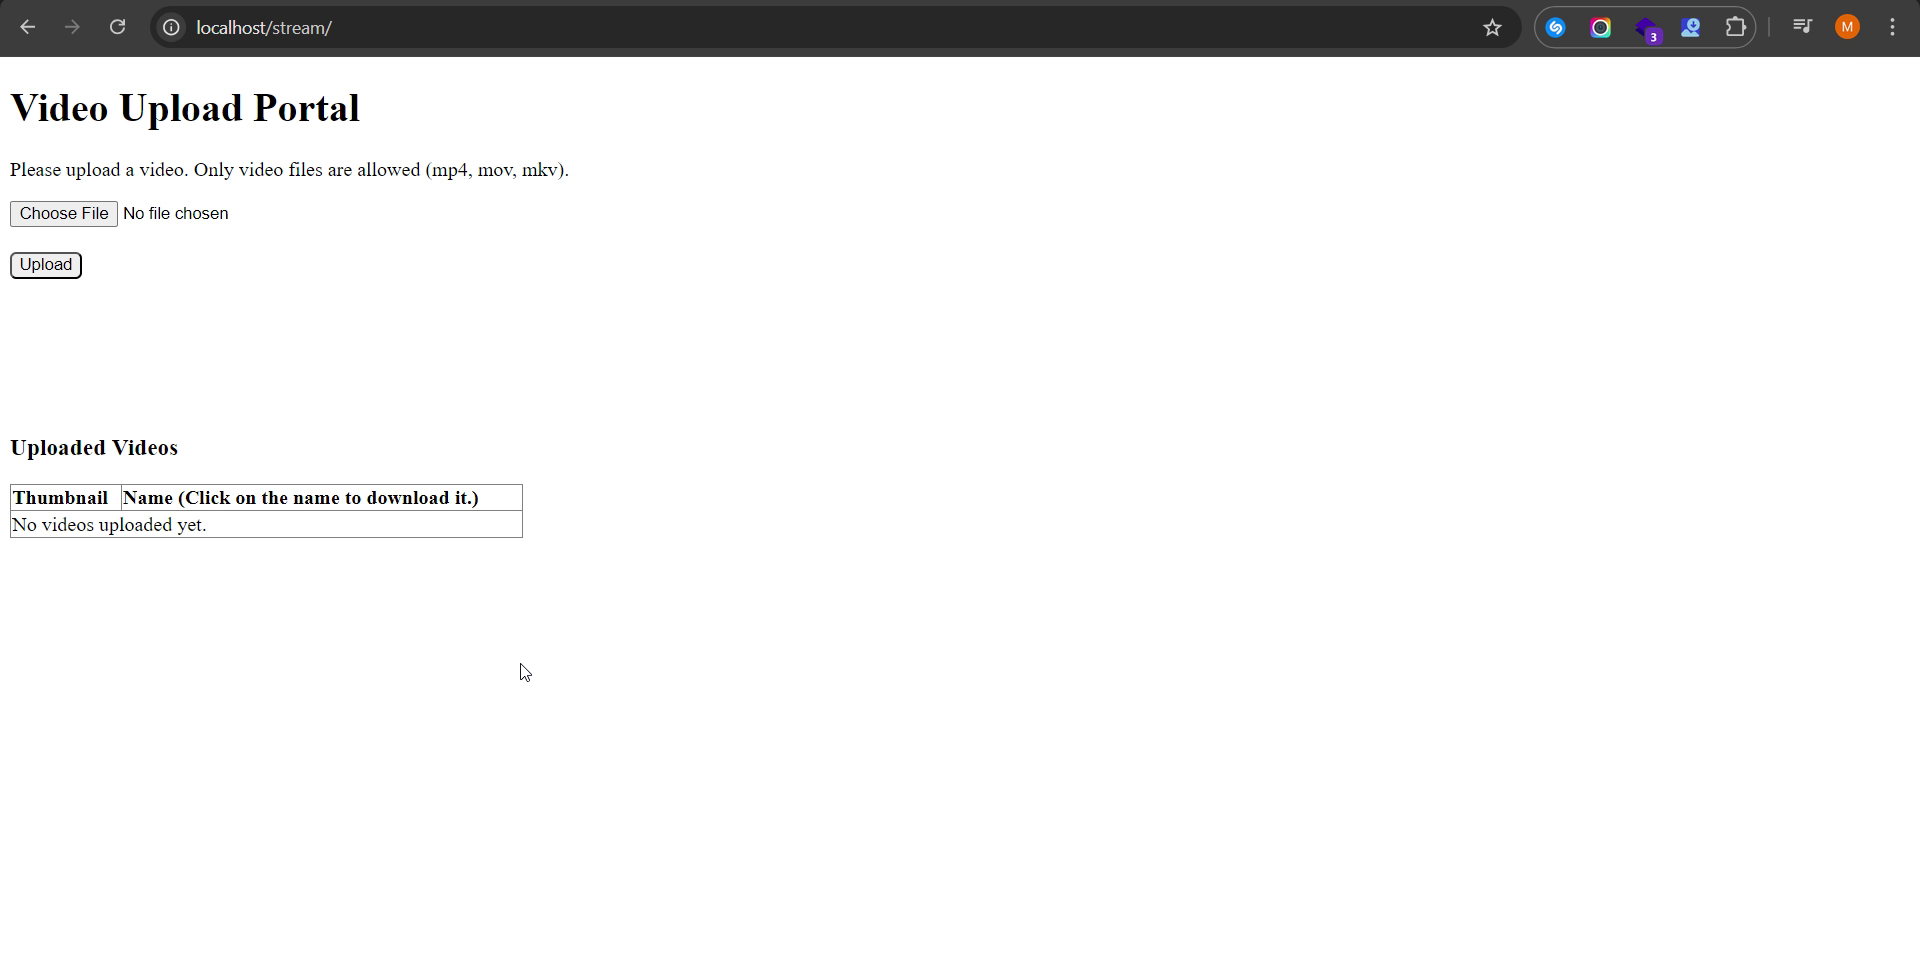 localhost/stream/
3
M
Video Upload Portal
Please upload a video. Only video files are allowed (mp4, mov, mkv).
Choose File No file chosen
Upload
Uploaded Videos
Thumbnail Name (Click on the name to download it.)
No videos uploaded yet.